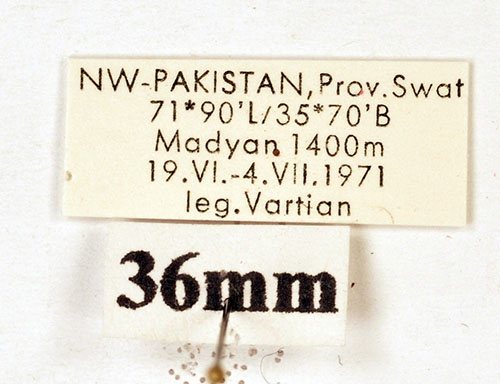 NW-PAKISTAN, Prov. Swat
71*90'L/35*70'B
Madyan 1400m
19.VI.-4.VII.1971
leg.Vartian
36mm